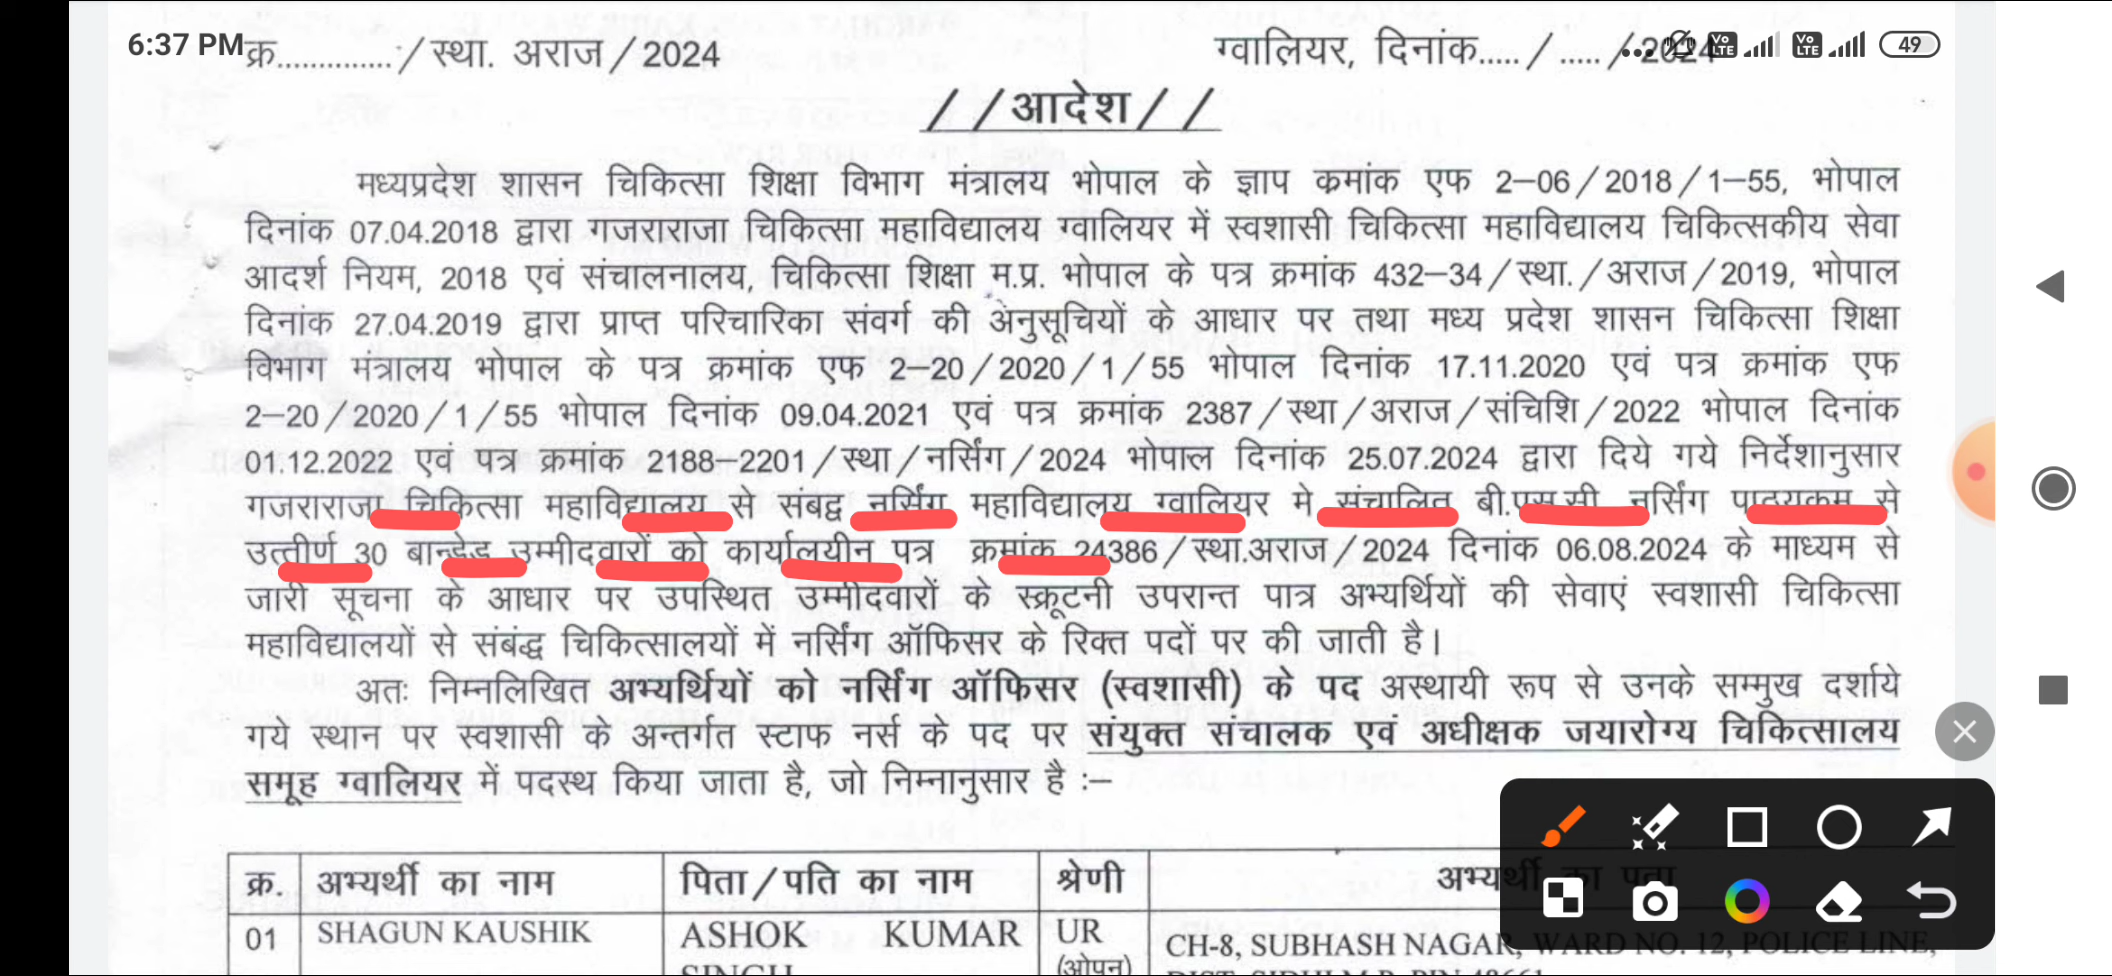 6:37 PM
49
क्र............. / स्था. अराज / 2024
ग्वालियर, दिनांक..... / ..... / 2024
/ / आदेश / /
मध्यप्रदेश शासन चिकित्सा शिक्षा विभाग मंत्रालय भोपाल के ज्ञाप क्रमांक एफ 2–06 / 2018 / 1–55, भोपाल
दिनांक 07.04.2018 द्वारा गजराराजा चिकित्सा महाविद्यालय ग्वालियर में स्वशासी चिकित्सा महाविद्यालय चिकित्सकीय सेवा
आदर्श नियम, 2018 एवं संचालनालय, चिकित्सा शिक्षा म.प्र. भोपाल के पत्र क्रमांक 432–34 / स्था. / अराज / 2019, भोपाल
दिनांक 27.04.2019 द्वारा प्राप्त परिचारिका संवर्ग की अनुसूचियों के आधार पर तथा मध्य प्रदेश शासन चिकित्सा शिक्षा
विभाग मंत्रालय भोपाल के पत्र क्रमांक एफ 2–20 / 2020 / 1 / 55 भोपाल दिनांक 17.11.2020 एवं पत्र क्रमांक एफ
2–20 / 2020 / 1 / 55 भोपाल दिनांक 09.04.2021 एवं पत्र क्रमांक 2387 / स्था / अराज / संचिशि / 2022 भोपाल दिनांक
01.12.2022 एवं पत्र क्रमांक 2188–2201 / स्था / नर्सिंग / 2024 भोपाल दिनांक 25.07.2024 द्वारा दिये गये निर्देशानुसार
गजराराजा चिकित्सा महाविद्यालय से संबद्व नर्सिंग महाविद्यालय ग्वालियर मे संचालित बी.एस.सी. नर्सिंग पाठ्यक्रम से
उत्तीर्ण 30 बान्डेड उम्मीदवारों को कार्यालयीन पत्र क्रमांक 24386 / स्था.अराज / 2024 दिनांक 06.08.2024 के माध्यम से
जारी सूचना के आधार पर उपस्थित उम्मीदवारों के स्क्रूटनी उपरान्त पात्र अभ्यर्थियों की सेवाएं स्वशासी चिकित्सा
महाविद्यालयों से संबंद्ध चिकित्सालयों में नर्सिंग ऑफिसर के रिक्त पदों पर की जाती है।
अतः निम्नलिखित अभ्यर्थियों को नर्सिंग ऑफिसर (स्वशासी) के पद अस्थायी रूप से उनके सम्मुख दर्शाये
गये स्थान पर स्वशासी के अन्तर्गत स्टाफ नर्स के पद पर संयुक्त संचालक एवं अधीक्षक जयारोग्य चिकित्सालय
समूह ग्वालियर में पदस्थ किया जाता है, जो निम्नानुसार है :–
क्र. अभ्यर्थी का नाम पिता / पति का नाम श्रेणी अभ्यर्थी का पता
01 SHAGUN KAUSHIK ASHOK KUMAR UR CH-8, SUBHASH NAGAR, WARD NO. 12, POLICE LINE,
SINGH (ओपन)